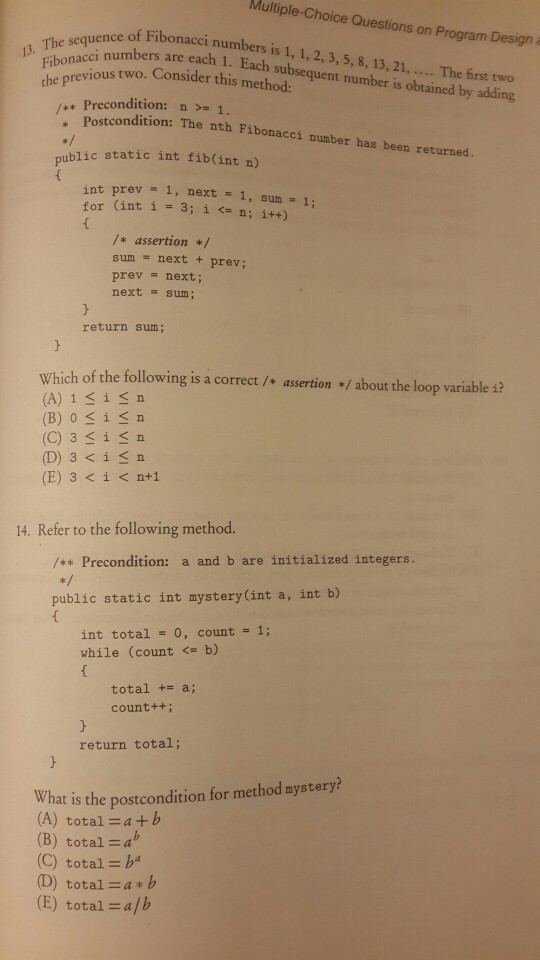 Multiple-Choice Questions on Program Design
13. The sequence of Fibonacci numbers is 1, 1, 2, 3, 5, 8, 13, 21, .... The first two
Fibonacci numbers are each 1. Each subsequent number is obtained by adding
the previous two. Consider this method:
/** Precondition: n >= 1.
* Postcondition: The nth Fibonacci number has been returned.
*/
public static int fib(int n)
{
int prev = 1, next = 1, sum = 1;
for (int i = 3; i <= n; i++)
{
/* assertion */
sum = next + prev;
prev = next;
next = sum;
}
return sum;
}
Which of the following is a correct /* assertion */ about the loop variable i?
(A) 1 ≤ i ≤ n
(B) 0 ≤ i ≤ n
(C) 3 ≤ i ≤ n
(D) 3 < i ≤ n
(E) 3 < i < n+1
14. Refer to the following method.
/** Precondition: a and b are initialized integers.
*/
public static int mystery(int a, int b)
{
int total = 0, count = 1;
while (count <= b)
{
total += a;
count++;
}
return total;
}
What is the postcondition for method mystery?
(A) total = a + b
(B) total = aᵇ
(C) total = bᵃ
(D) total = a * b
(E) total = a/b